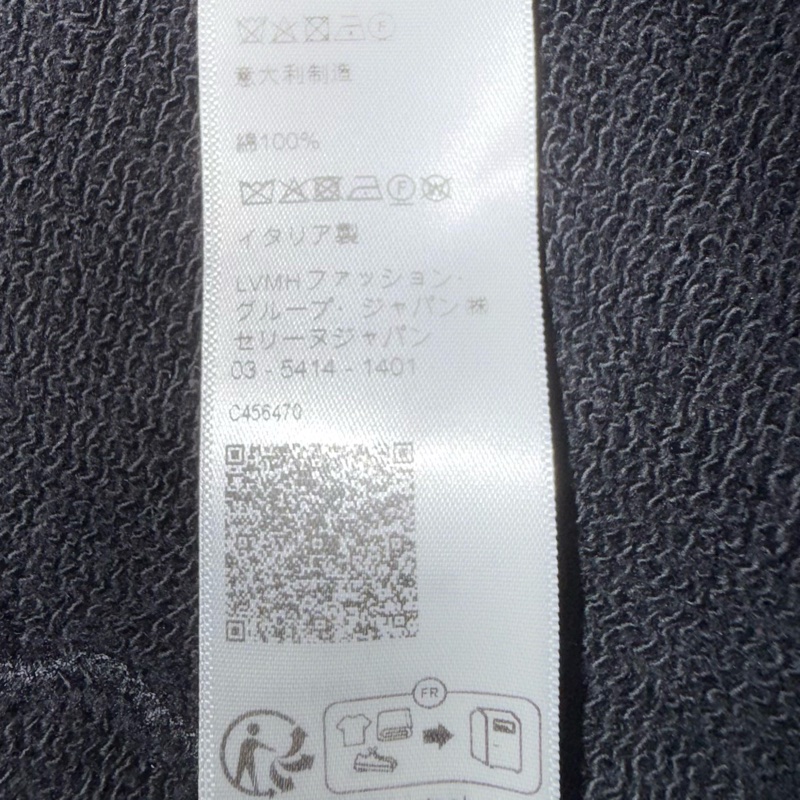 意大利制造
綿100%
イタリア製
LVMHファッション・
グループ・ジャパン㈱
セリーヌジャパン
03 - 5414 - 1401
C456470
FR